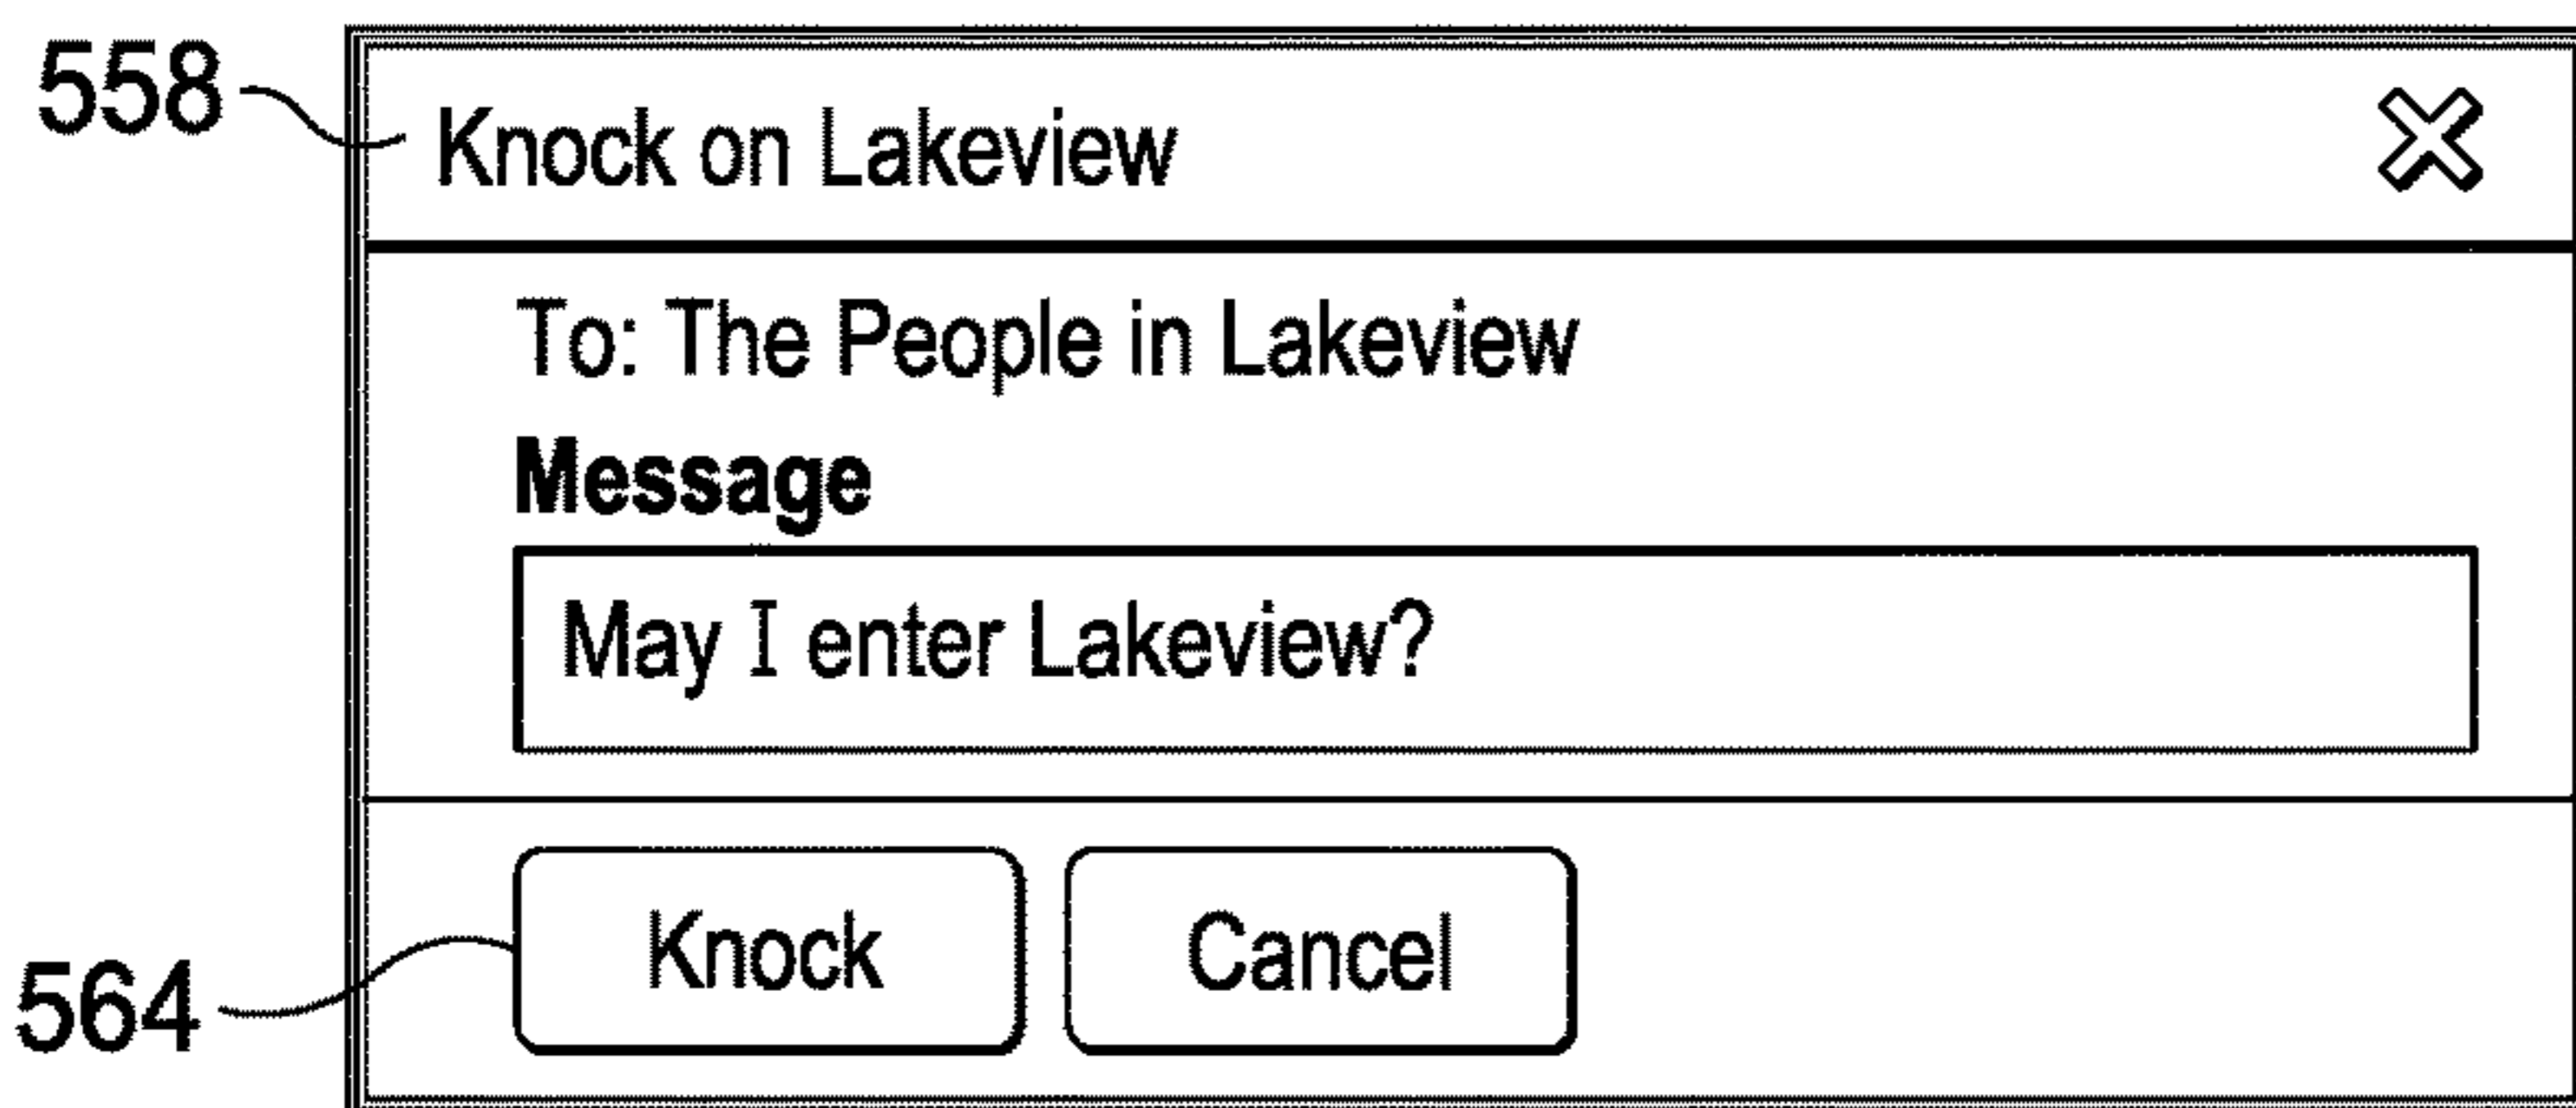 558
Knock on Lakeview
To: The People in Lakeview
Message
May I enter Lakeview?
Knock Cancel
564